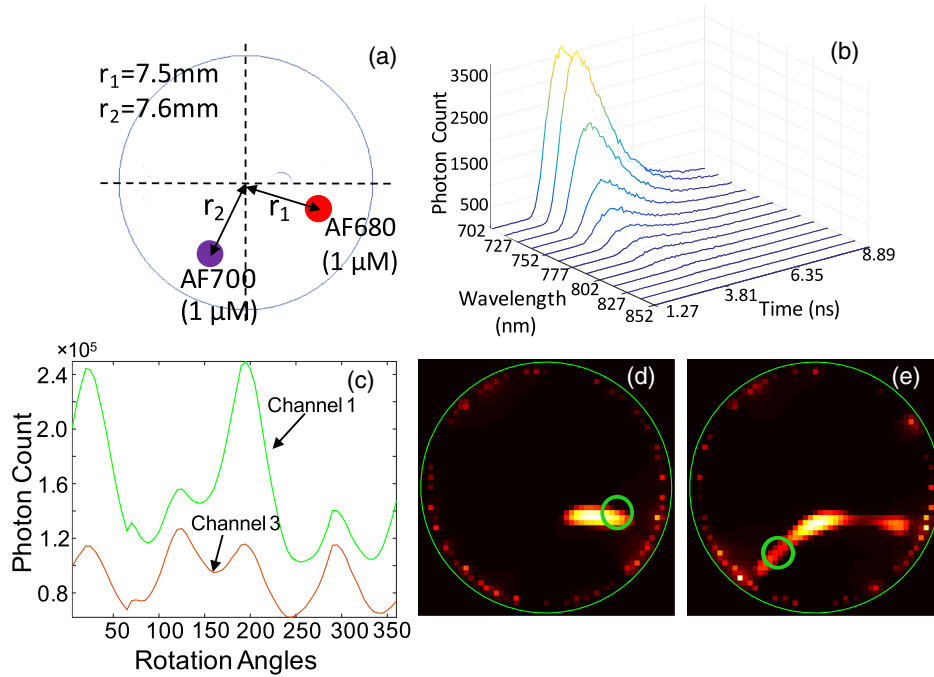 (a)
r₁=7.5mm
r₂=7.6mm
r₂
r₁
AF680
(1 μM)
AF700
(1 μM)
(b)
Photon Count
3500
2500
1500
500
702
727
752
777
802
827
852
Wavelength
(nm)
1.27
3.81
6.35
8.89
Time (ns)
×10⁵
(c)
Photon Count
2.4
2.0
1.6
1.2
0.8
Channel 1
Channel 3
50 100 150 200 250 300 350
Rotation Angles
(d)
(e)